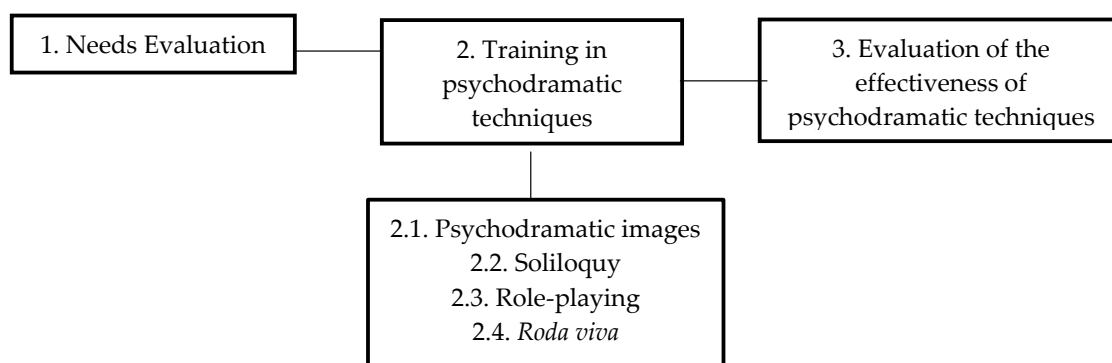 1. Needs Evaluation
2. Training in
psychodramatic
techniques
3. Evaluation of the
effectiveness of
psychodramatic techniques
2.1. Psychodramatic images
2.2. Soliloquy
2.3. Role-playing
2.4. Roda viva